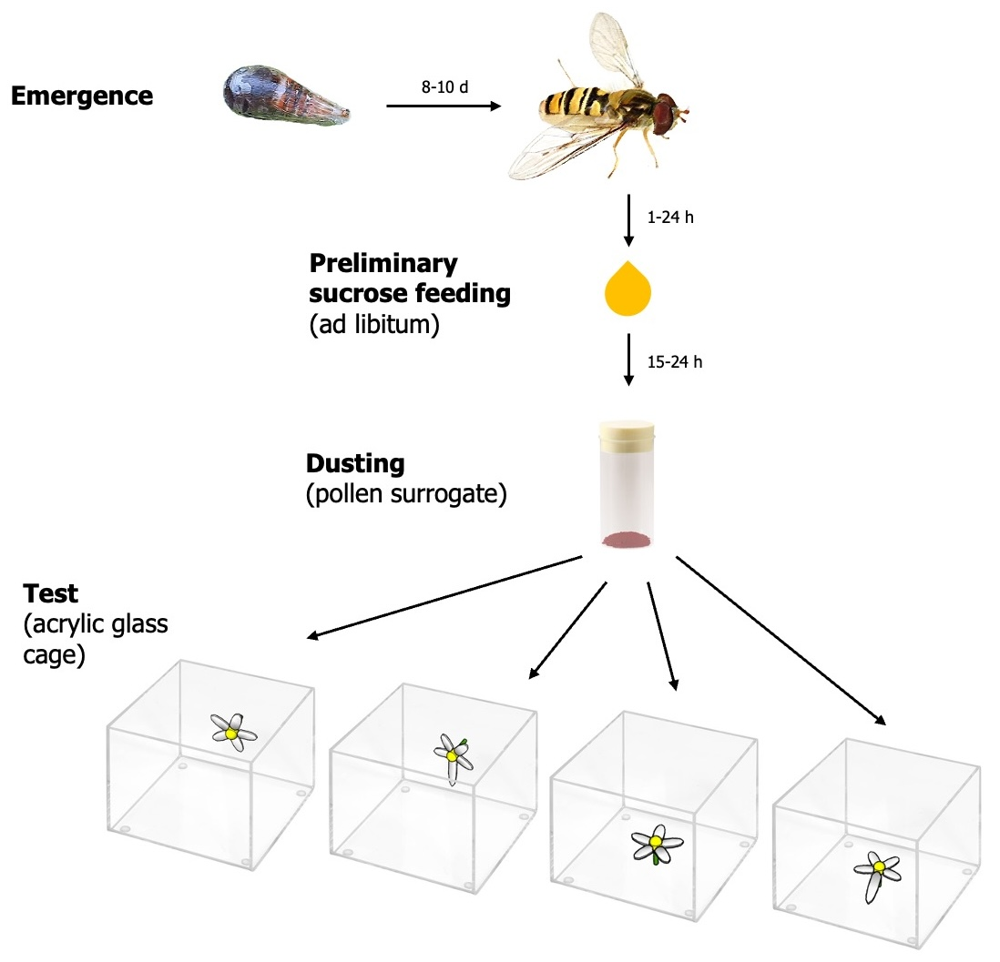 Emergence
8-10 d
1-24 h
Preliminary
sucrose feeding
(ad libitum)
15-24 h
Dusting
(pollen surrogate)
Test
(acrylic glass
cage)